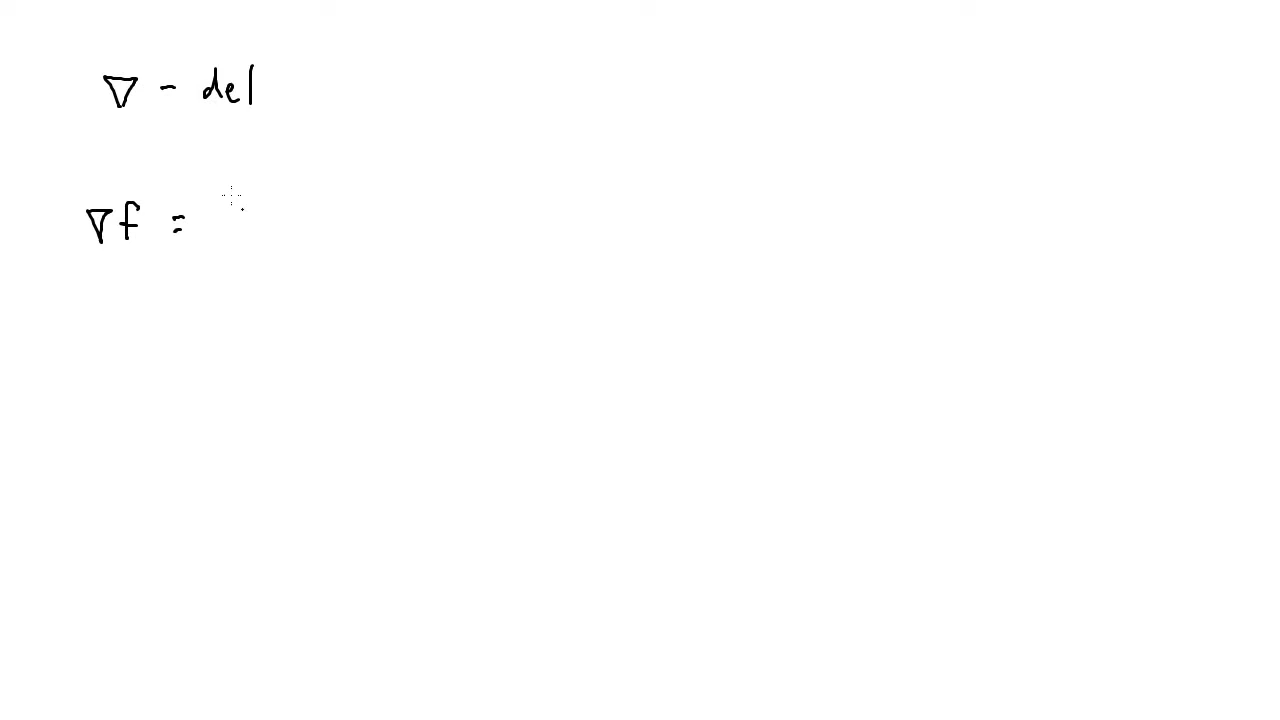 ∇ - del
∇f =